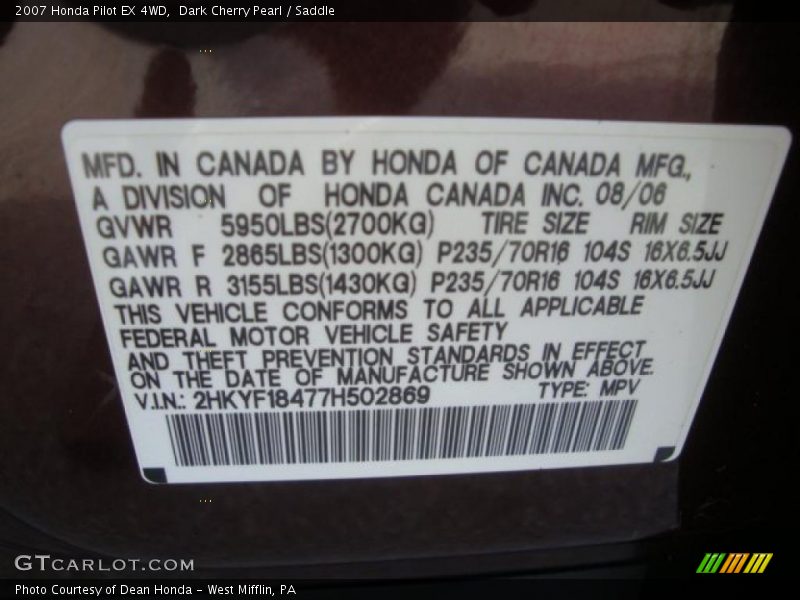 2007 Honda Pilot EX 4WD,  Dark Cherry Pearl / Saddle
MFD. IN CANADA BY HONDA OF CANADA MFG.,
A DIVISION OF HONDA CANADA INC. 08/06
GVWR 5950LBS(2700KG) TIRE SIZE RIM SIZE
GAWR F 2865LBS(1300KG) P235/70R16 104S 16X6.5JJ
GAWR R 3155LBS(1430KG) P235/70R16 104S 16X6.5JJ
THIS VEHICLE CONFORMS TO ALL APPLICABLE
FEDERAL MOTOR VEHICLE SAFETY
AND THEFT PREVENTION STANDARDS IN EFFECT
ON THE DATE OF MANUFACTURE SHOWN ABOVE.
V.I.N.: 2HKYF18477H502869 TYPE: MPV
GTCARLOT.COM
Photo Courtesy of Dean Honda - West Mifflin, PA